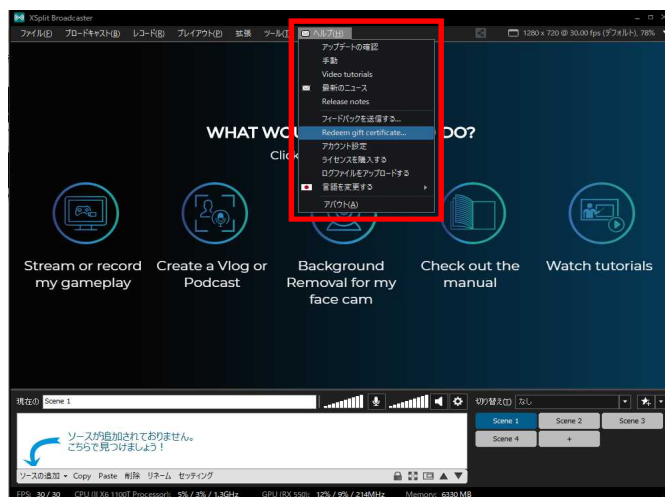 XSplit Broadcaster
ファイル(F) ブロードキャスト(B) レコード(R) プレイアウト(P) 拡張 ツール(T) ヘルプ(H) 1280 x 720 @ 30.00 fps (デフォルト), 78%
アップデートの確認
手動
Video tutorials
最新のニュース
Release notes
フィードバックを送信する...
Redeem gift certificate...
アカウント設定
ライセンスを購入する
ログファイルをアップロードする
言語を変更する
アバウト(A)
WHAT WO DO?
Click
Stream or record
my gameplay
Create a Vlog or
Podcast
Background
Removal for my
face cam
Check out the
manual
Watch tutorials
現在の Scene 1
切り替え(T) なし
ソースが追加されておりません。
こちらで見つけましょう！
Scene 1 Scene 2 Scene 3
Scene 4 +
ソースの追加 Copy Paste 削除 リネーム セッティング
FPS: 30 / 30 CPU (II X6 1100T Processor): 5% / 3% / 1.3GHz GPU (RX 550): 12% / 9% / 214MHz Memory: 6330 MB